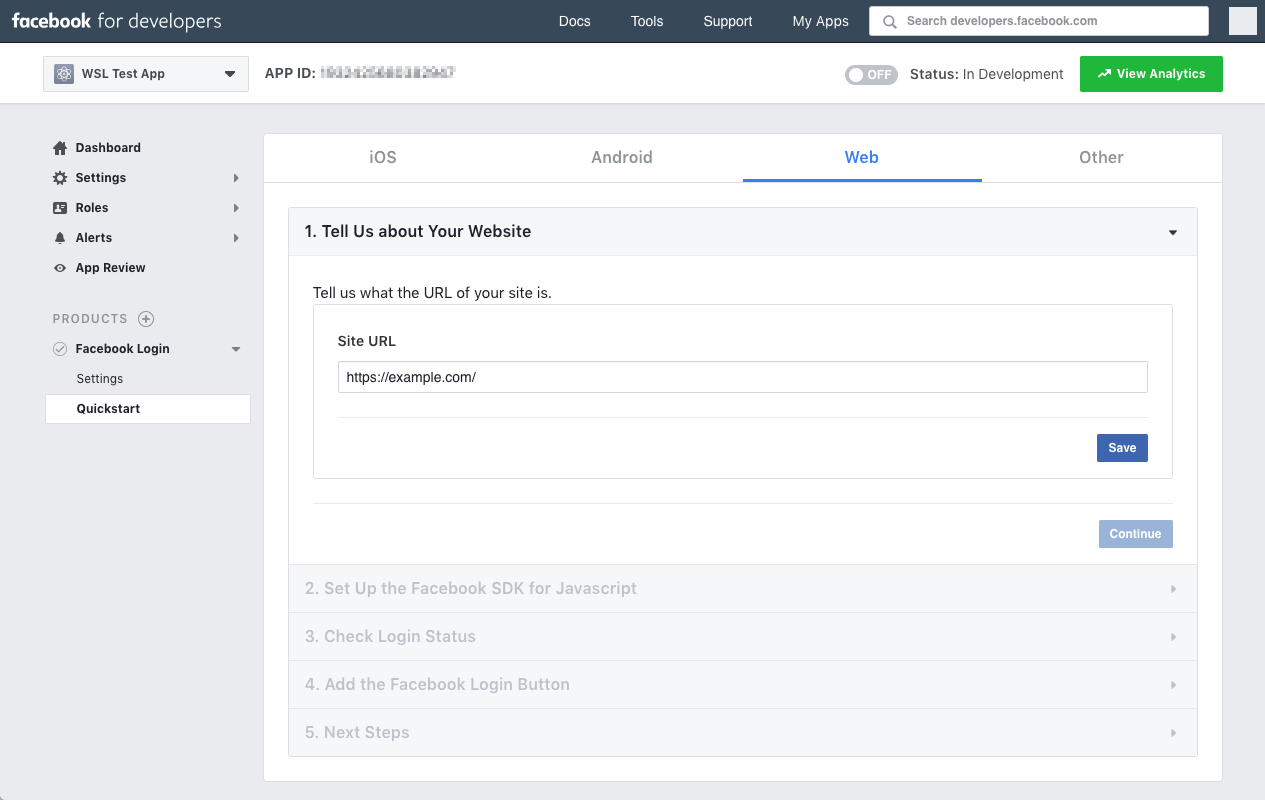 facebook for developers Docs Tools Support My Apps Search developers.facebook.com
WSL Test App APP ID: OFF Status: In Development View Analytics
Dashboard
Settings
Roles
Alerts
App Review
PRODUCTS
Facebook Login
Settings
Quickstart
iOS Android Web Other
1. Tell Us about Your Website
Tell us what the URL of your site is.
Site URL
https://example.com/
Save
Continue
2. Set Up the Facebook SDK for Javascript
3. Check Login Status
4. Add the Facebook Login Button
5. Next Steps